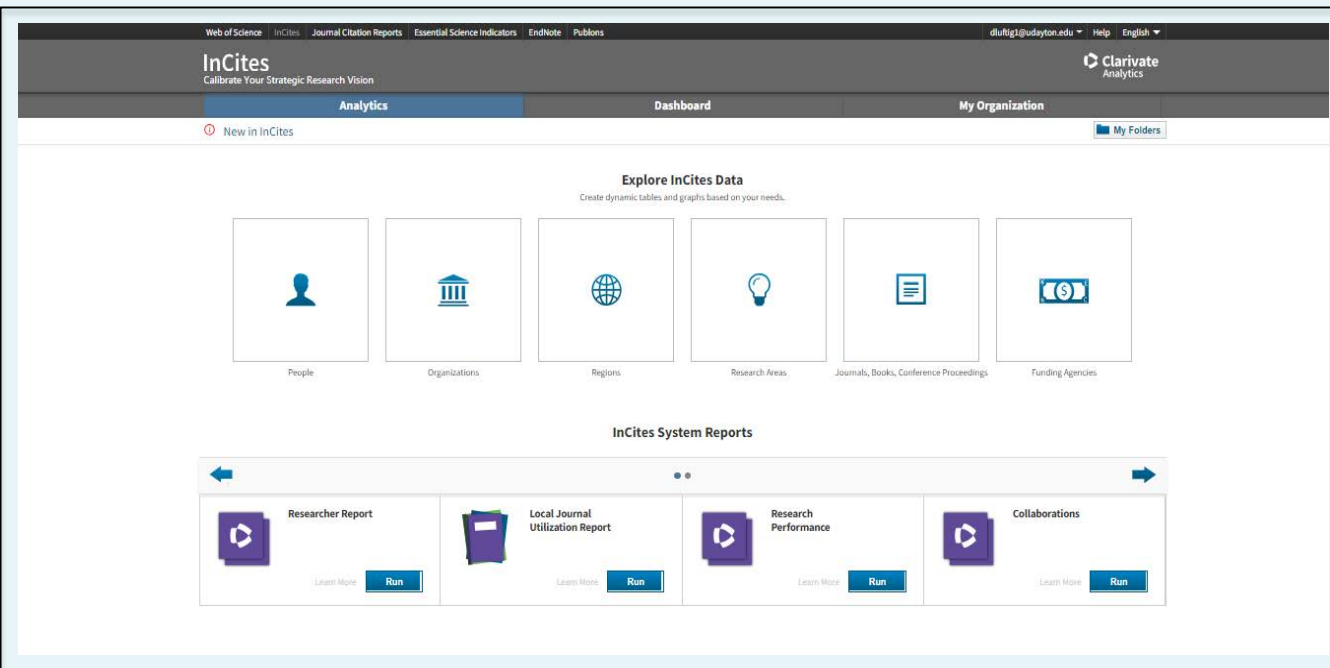 Web of Science InCites Journal Citation Reports Essential Science Indicators EndNote Publons dluftig1@udayton.edu Help English
InCites
Calibrate Your Strategic Research Vision
Clarivate
Analytics
Analytics Dashboard My Organization
New in InCites My Folders
Explore InCites Data
Create dynamic tables and graphs based on your needs.
$
People Organizations Regions Research Areas Journals, Books, Conference Proceedings Funding Agencies
InCites System Reports
Researcher Report
Learn More Run
Local Journal
Utilization Report
Learn More Run
Research
Performance
Learn More Run
Collaborations
Learn More Run